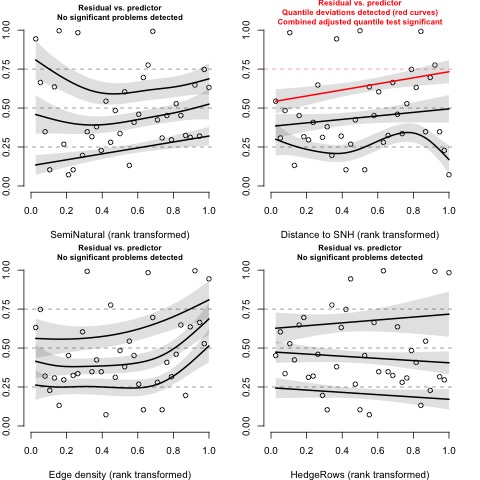 Residual vs. predictor
No significant problems detected
0.00 0.25 0.50 0.75 1.00
0.0 0.2 0.4 0.6 0.8 1.0
SemiNatural (rank transformed)
Residual vs. predictor
Quantile deviations detected (red curves)
Combined adjusted quantile test significant
0.00 0.25 0.50 0.75 1.00
0.0 0.2 0.4 0.6 0.8 1.0
Distance to SNH (rank transformed)
Residual vs. predictor
No significant problems detected
0.00 0.25 0.50 0.75 1.00
0.0 0.2 0.4 0.6 0.8 1.0
Edge density (rank transformed)
Residual vs. predictor
No significant problems detected
0.00 0.25 0.50 0.75 1.00
0.0 0.2 0.4 0.6 0.8 1.0
HedgeRows (rank transformed)